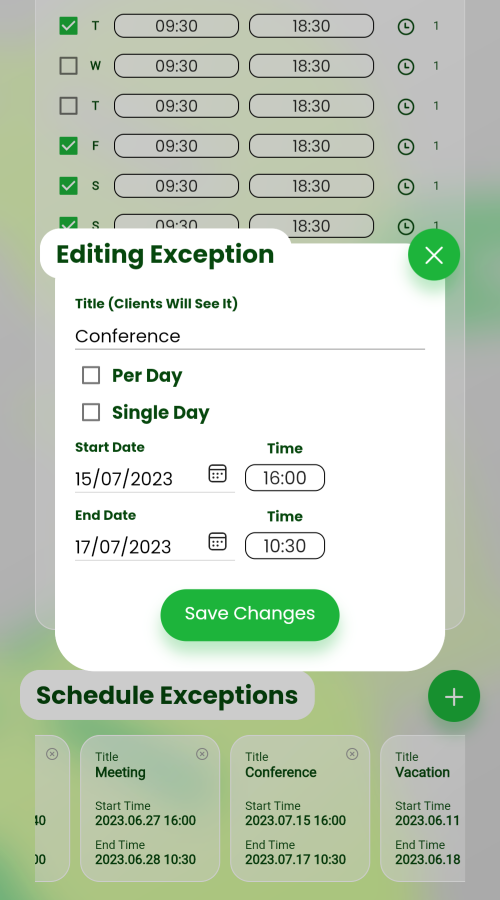 T 09:30 18:30 1
W 09:30 18:30 1
T 09:30 18:30 1
F 09:30 18:30 1
S 09:30 18:30 1
S 09:30 18:30 1
Editing Exception
Title (Clients Will See It)
Conference
Per Day
Single Day
Start Date Time
15/07/2023 16:00
End Date Time
17/07/2023 10:30
Save Changes
Schedule Exceptions
Title Title Title
Meeting Conference Vacation
Start Time Start Time Start Time
40 2023.06.27 16:00 2023.07.15 16:00 2023.06.11
End Time End Time End Time
00 2023.06.28 10:30 2023.07.17 10:30 2023.06.18